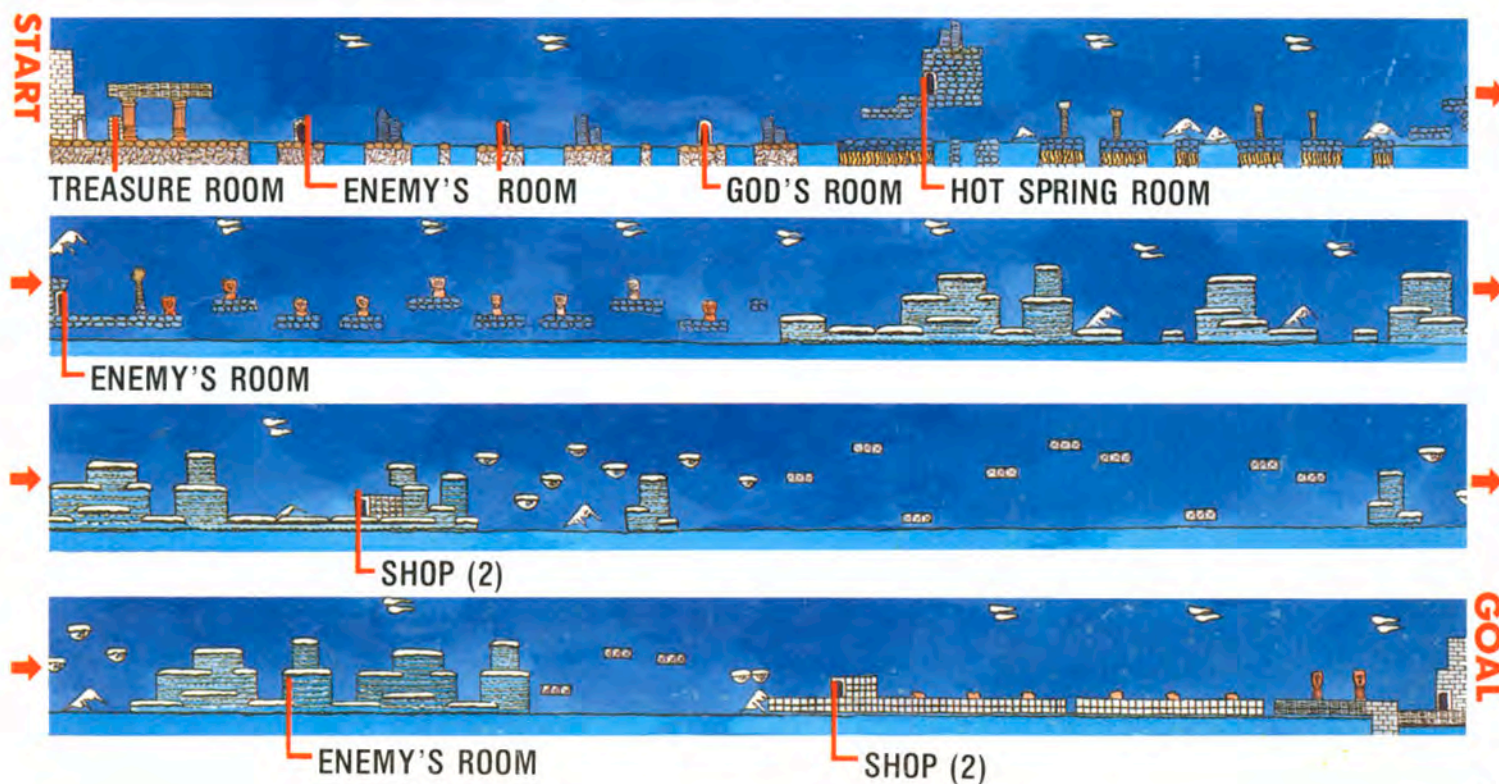 START
TREASURE ROOM
ENEMY'S ROOM
GOD'S ROOM
HOT SPRING ROOM
ENEMY'S ROOM
SHOP (2)
GOAL
ENEMY'S ROOM
SHOP (2)